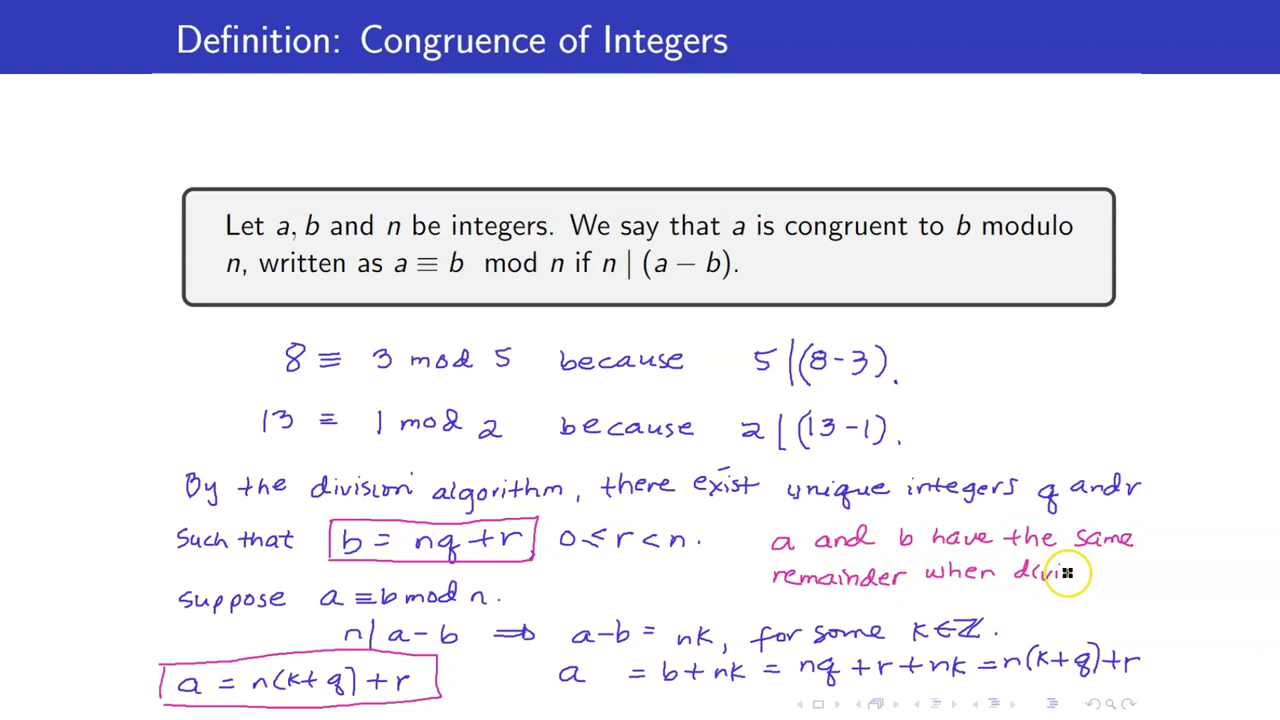 Definition: Congruence of Integers
Let a, b and n be integers. We say that a is congruent to b modulo
n, written as a ≡ b mod n if n | (a − b).
8 ≡ 3 mod 5 because 5 | (8-3).
13 ≡ 1 mod 2 because 2 | (13-1).
By the division algorithm, there exist unique integers q and r
such that b = nq + r 0 ≤ r < n.
a and b have the same
remainder when divi
suppose a ≡ b mod n.
n | a-b ⇒ a-b = nk, for some k ∈ ℤ.
a = b + nk = nq + r + nk = n(k+q) + r
a = n(k+q) + r